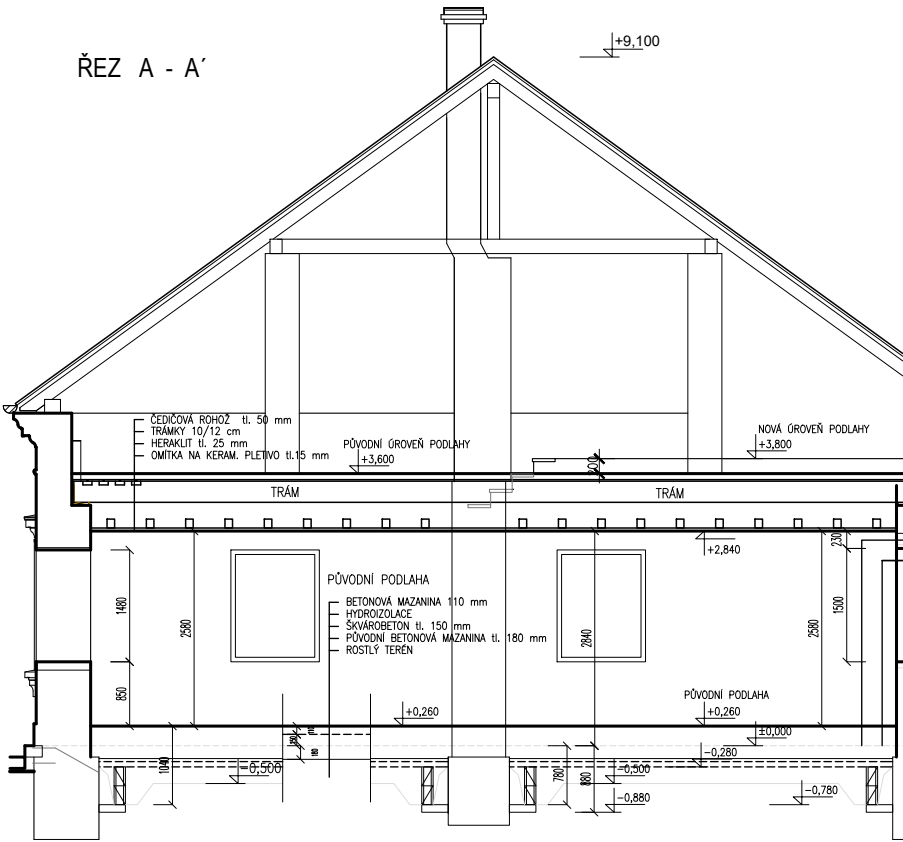 ŘEZ A - A´
+9,100
ČEDIČOVÁ ROHOŽ tl. 50 mm
TRÁMKY 10/12 cm
HERAKLIT tl. 25 mm
OMÍTKA NA KERAM. PLETIVO tl.15 mm
PŮVODNÍ ÚROVEŇ PODLAHY
+3,600
NOVÁ ÚROVEŇ PODLAHY
+3,800
200
TRÁM
TRÁM
+2,840
230
1480
2580
PŮVODNÍ PODLAHA
BETONOVÁ MAZANINA 110 mm
HYDROIZOLACE
ŠKVÁROBETON tl. 150 mm
PŮVODNÍ BETONOVÁ MAZANINA tl. 180 mm
ROSTLÝ TERÉN
2840
2580
1500
850
PŮVODNÍ PODLAHA
+0,260
+0,260
±0,000
110
150
180
1040
-0,500
780
880
-0,280
-0,500
-0,880
-0,780